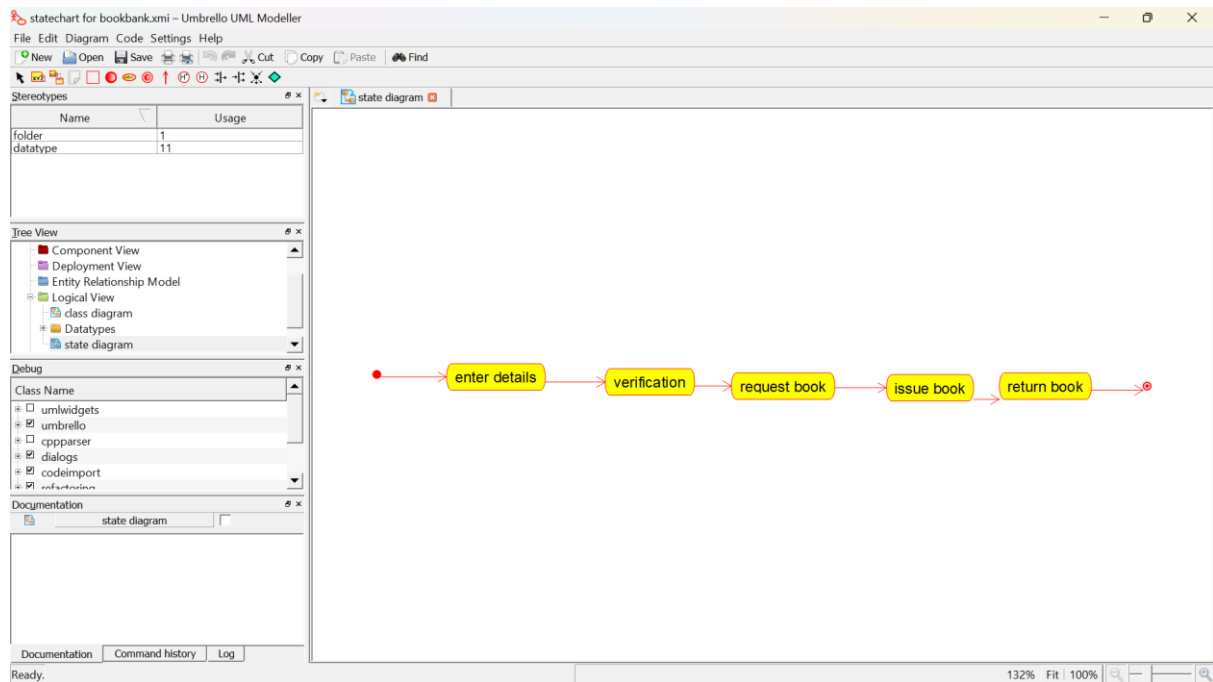 statechart for bookbank.xmi – Umbrello UML Modeller
File Edit Diagram Code Settings Help
New Open Save Cut Copy Paste Find
Stereotypes
Name Usage
folder 1
datatype 11
Tree View
Component View
Deployment View
Entity Relationship Model
Logical View
class diagram
Datatypes
state diagram
Debug
Class Name
umlwidgets
umbrello
cppparser
dialogs
codeimport
refactoring
Documentation
state diagram
Documentation Command history Log
Ready.
state diagram
enter details
verification
request book
issue book
return book
132% Fit 100%